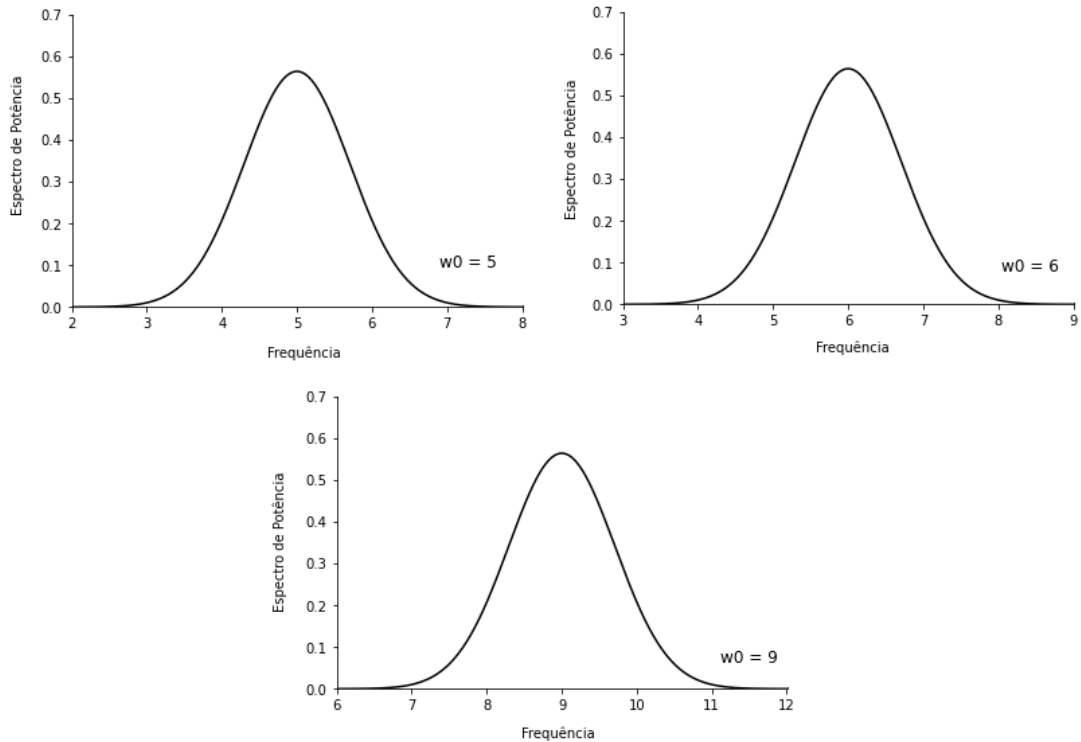 0.7
0.6
0.5
0.4
0.3
0.2
0.1
0.0
Espectro de Potência
w0 = 5
2 3 4 5 6 7 8
Frequência
0.7
0.6
0.5
0.4
0.3
0.2
0.1
0.0
Espectro de Potência
w0 = 6
3 4 5 6 7 8 9
Frequência
0.7
0.6
0.5
0.4
0.3
0.2
0.1
0.0
Espectro de Potência
w0 = 9
6 7 8 9 10 11 12
Frequência